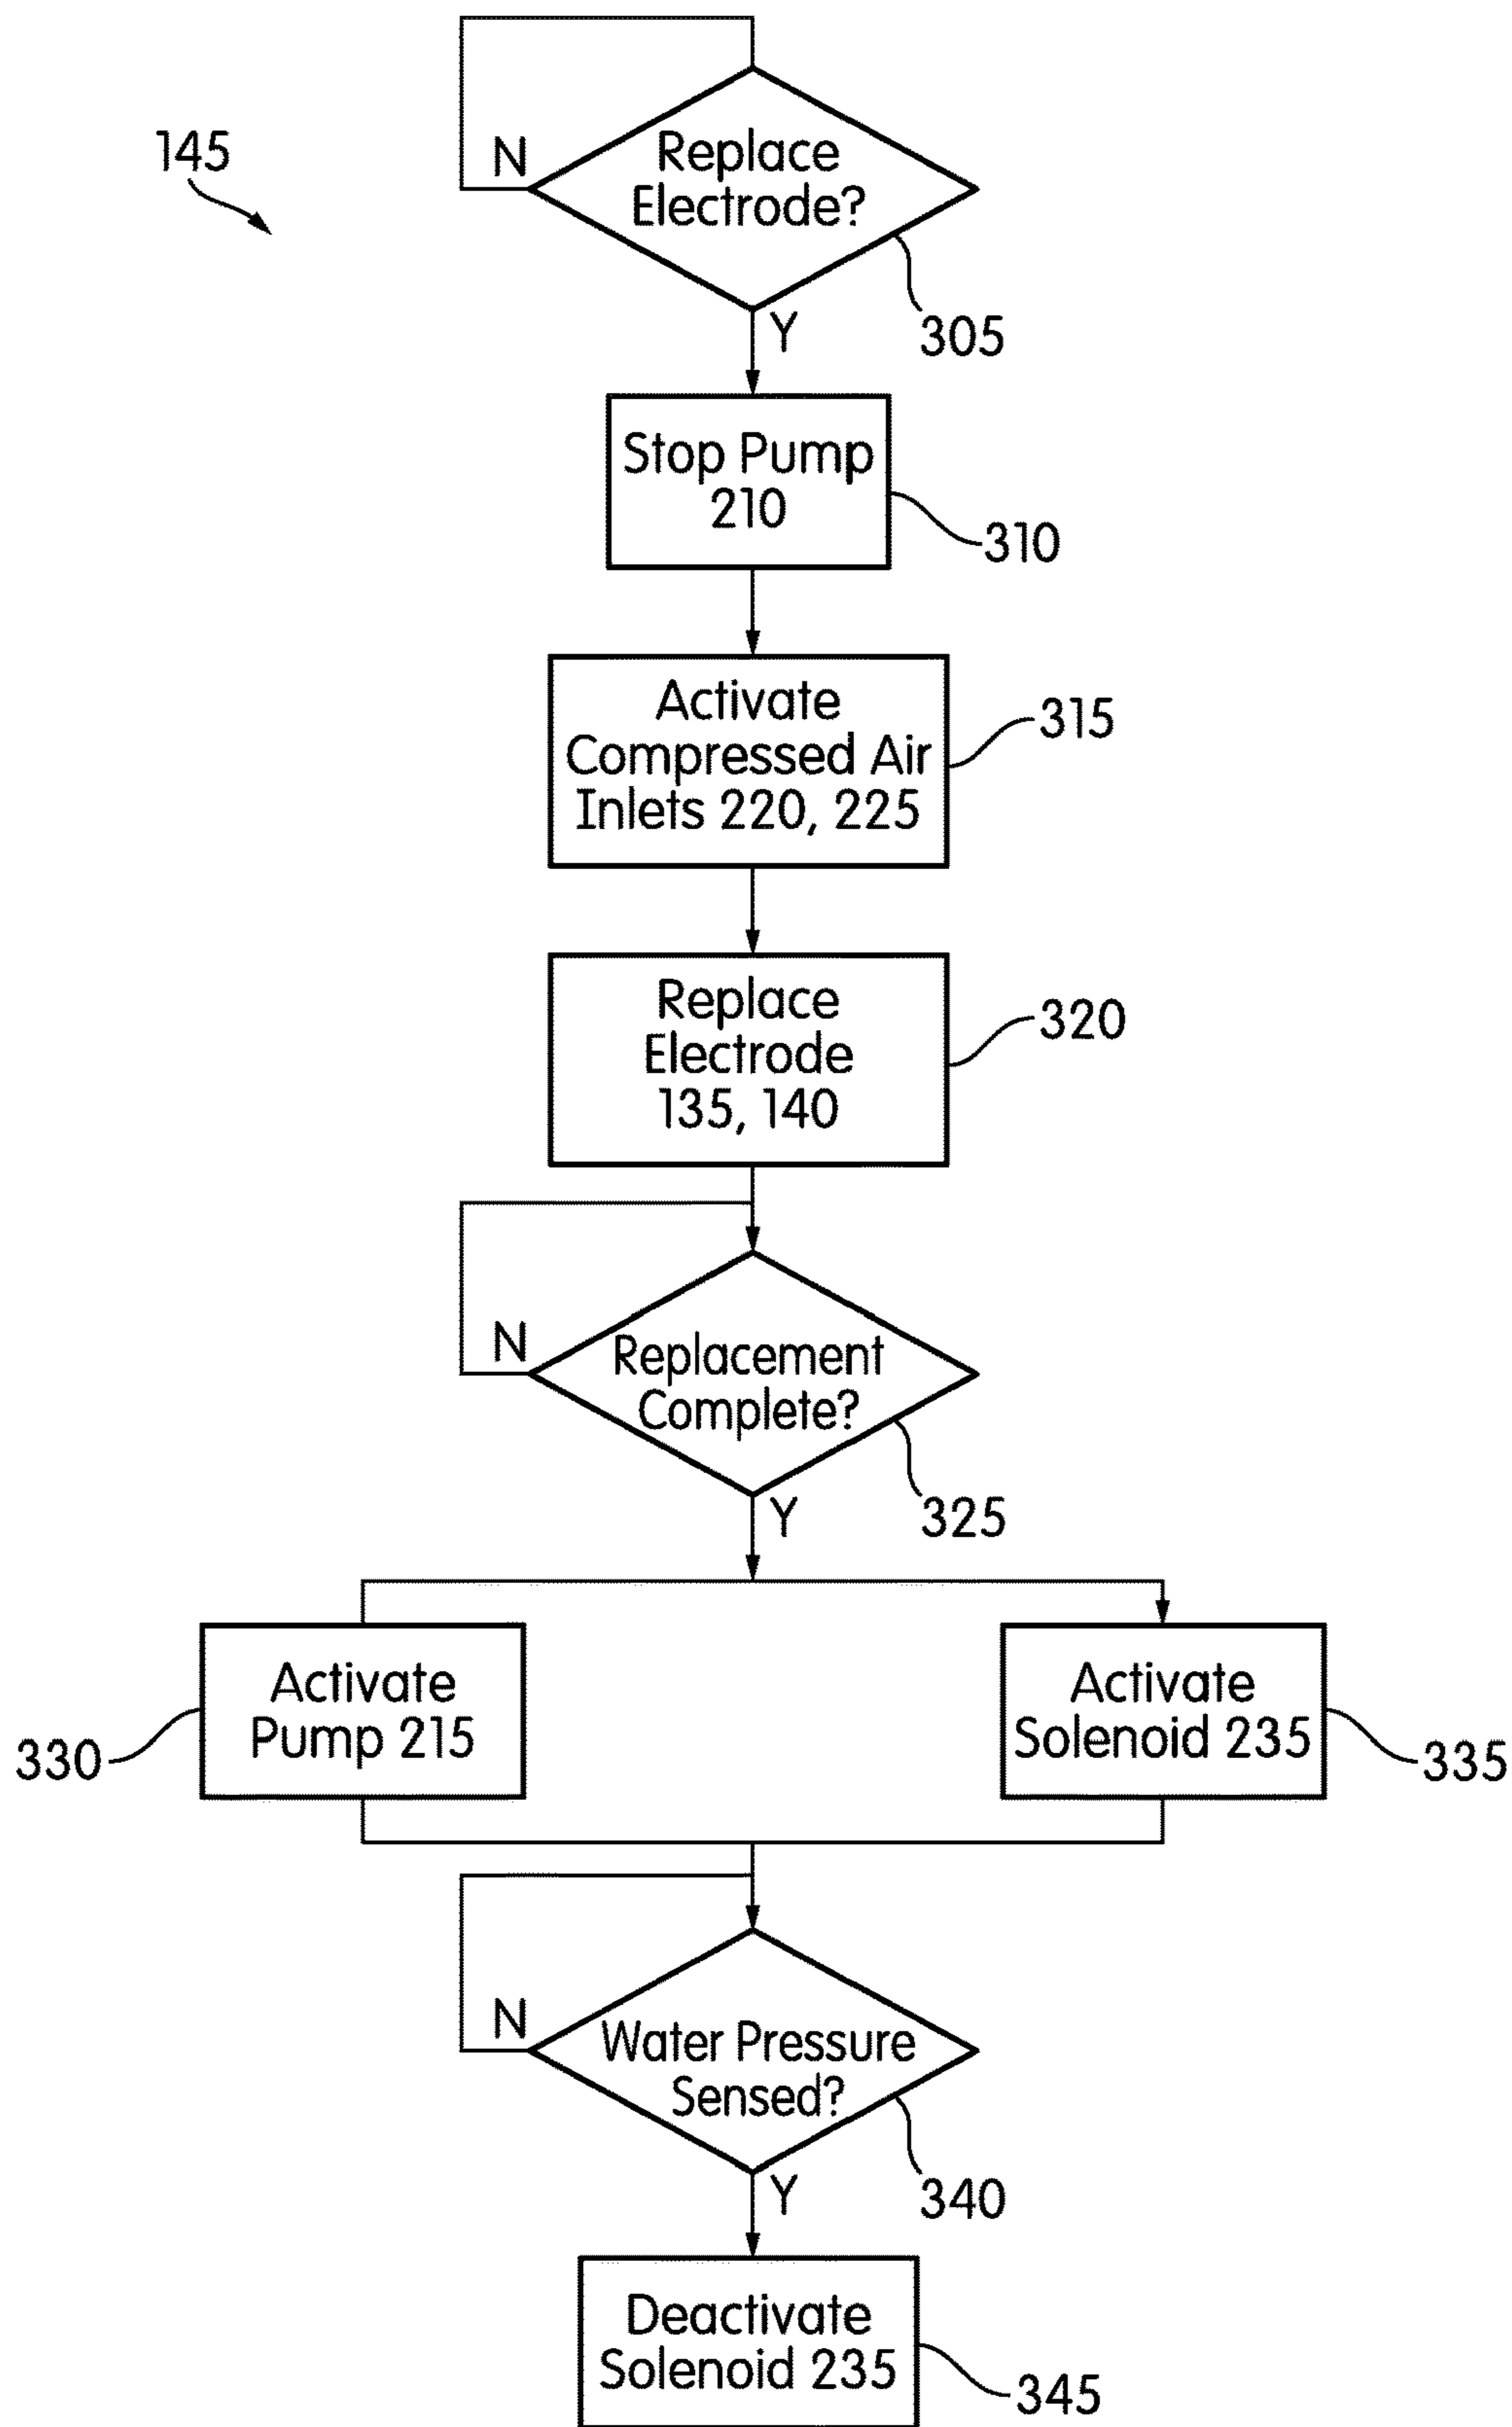 145
Replace
Electrode?
N
305
Y
Stop Pump
210
310
Activate
Compressed Air
Inlets 220, 225
315
Replace
Electrode
135, 140
320
Replacement
Complete?
N
325
Y
Activate
Pump 215
330
Activate
Solenoid 235
335
Water Pressure
Sensed?
N
340
Y
Deactivate
Solenoid 235
345